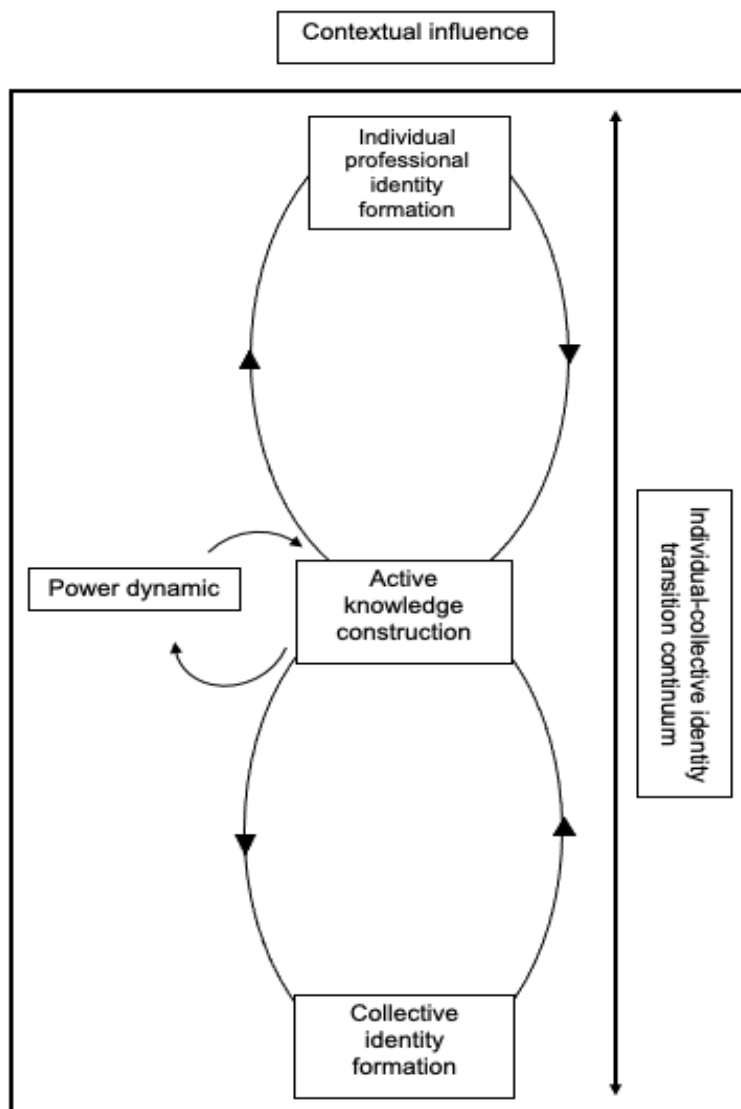 Contextual influence
Individual
professional
identity
formation
Power dynamic
Active
knowledge
construction
Individual-collective identity
transition continuum
Collective
identity
formation